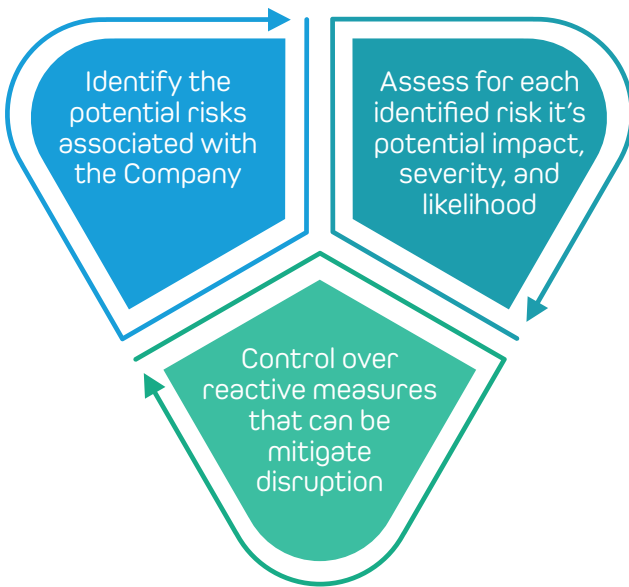 Identify the
potential risks
associated with
the Company
Assess for each
identified risk it's
potential impact,
severity, and
likelihood
Control over
reactive measures
that can be
mitigate
disruption